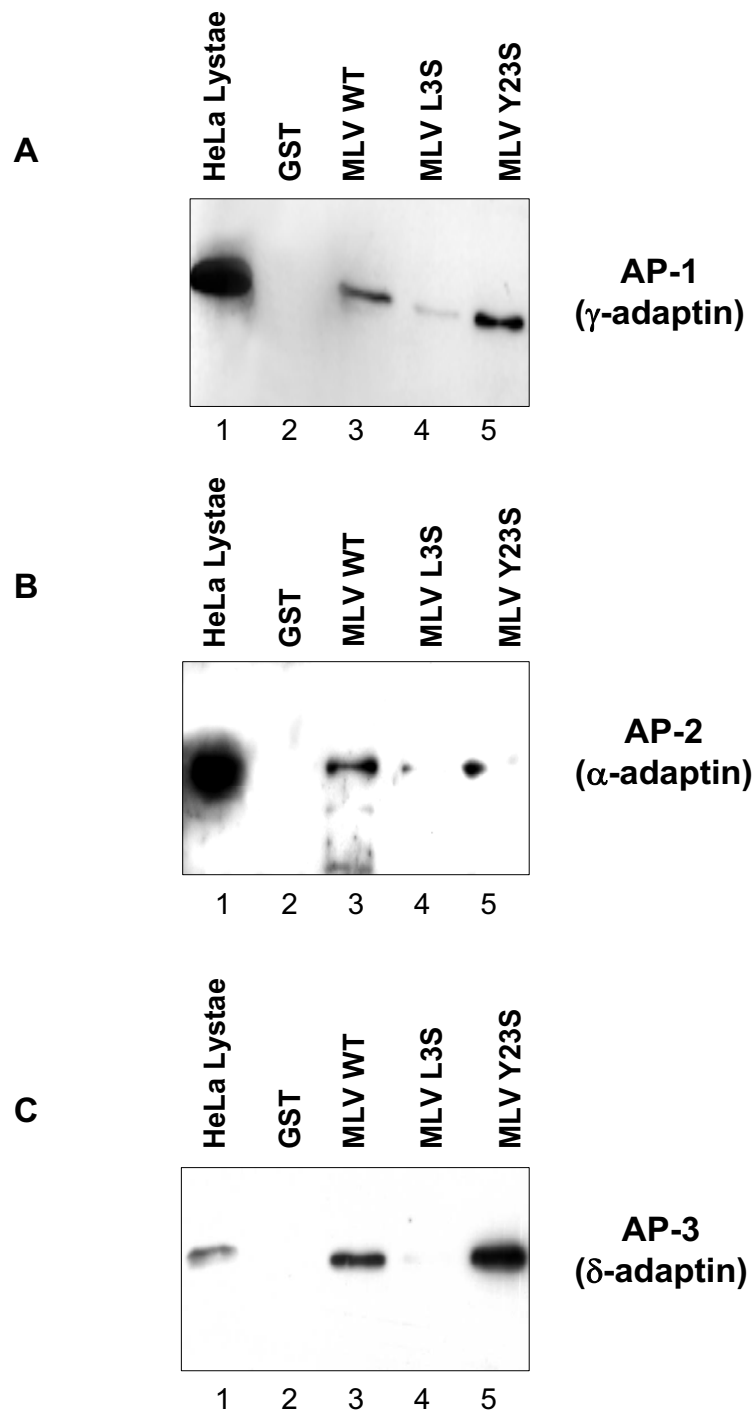 A
HeLa Lystae
GST
MLV WT
MLV L3S
MLV Y23S
AP-1
(γ-adaptin)
1 2 3 4 5
B
HeLa Lystae
GST
MLV WT
MLV L3S
MLV Y23S
AP-2
(α-adaptin)
1 2 3 4 5
C
HeLa Lystae
GST
MLV WT
MLV L3S
MLV Y23S
AP-3
(δ-adaptin)
1 2 3 4 5